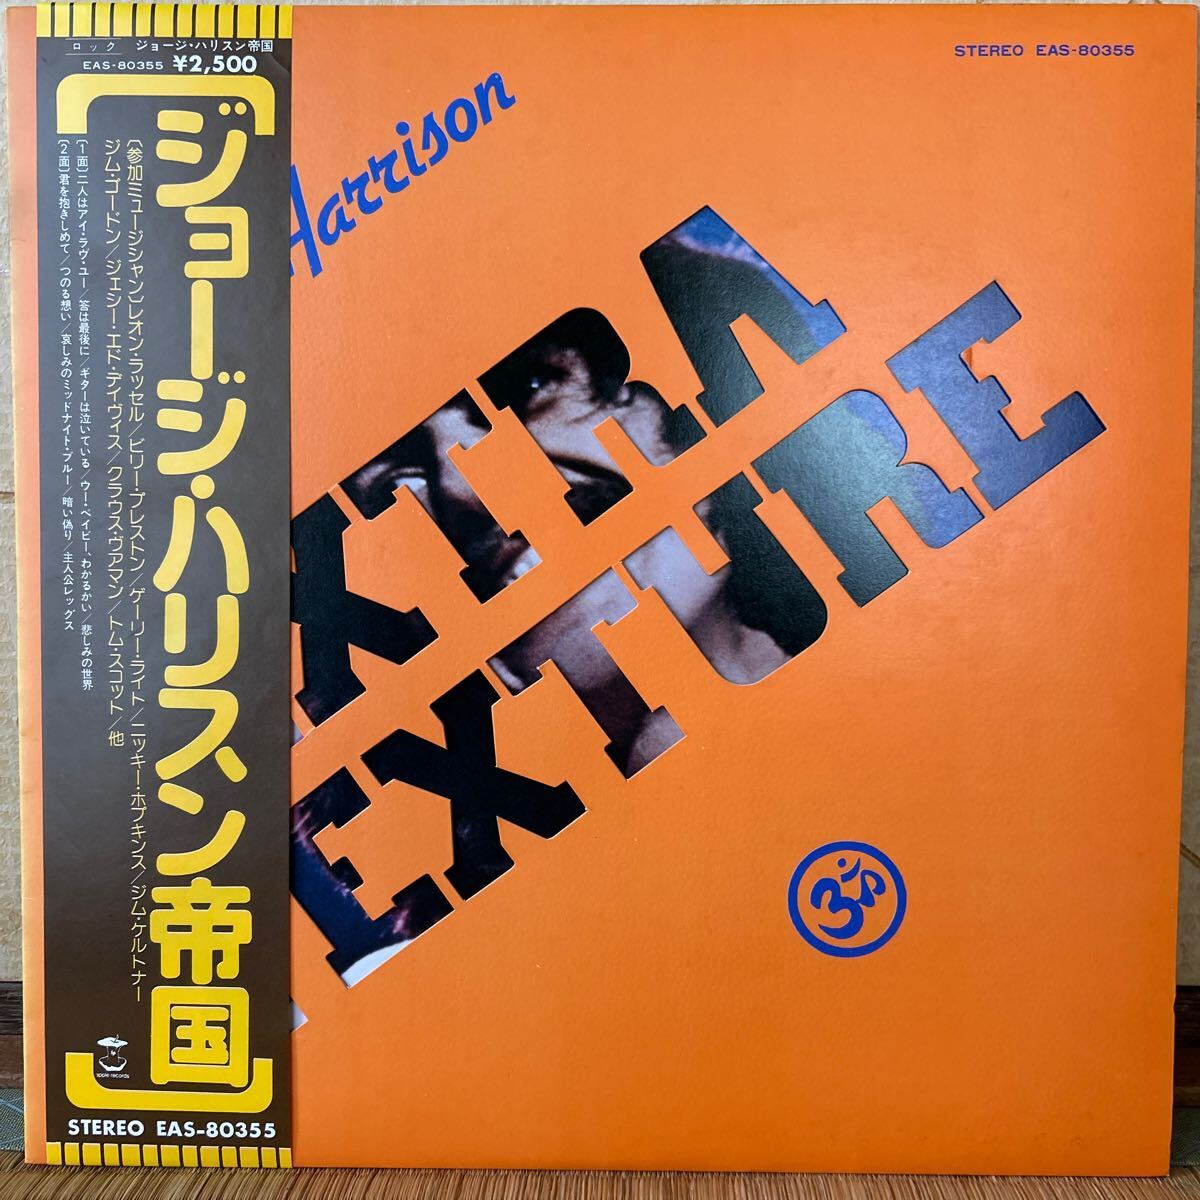 ロック ジョージ・ハリスン帝国
EAS-80355 ¥2,500
ジョージ・ハリスン帝国
〔参加ミュージシャン〕レオン・ラッセル/ビリー・プレストン/ゲーリー・ライト/ニッキー・ホプキンス/ジム・ケルトナー
ジム・ゴードン/ジェシー・エド・デイヴィス/クラウス・ヴァマン/トム・スコット/他
〔1面〕二人はアイ・ラヴ・ユー/答は最後に/ギターは泣いている/ウー・ベイビー、わかるかい/悲しみの世界
〔2面〕君を抱きしめて/つのる想い/哀しみのミッドナイト・ブルー/暗い偽り/主人公レッグス
apple records
STEREO EAS-80355
STEREO EAS-80355
Harrison
XTRA
EXTURE
ॐ